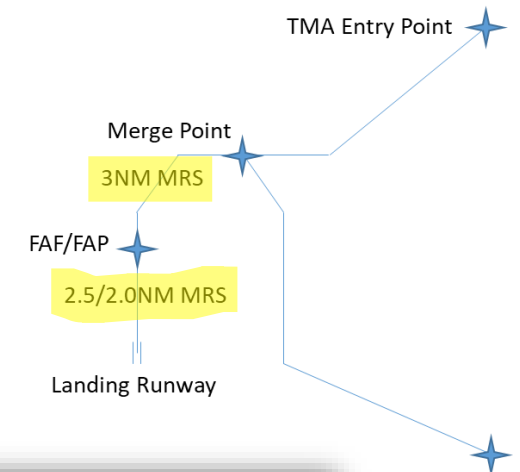 TMA Entry Point
Merge Point
3NM MRS
FAF/FAP
2.5/2.0NM MRS
Landing Runway